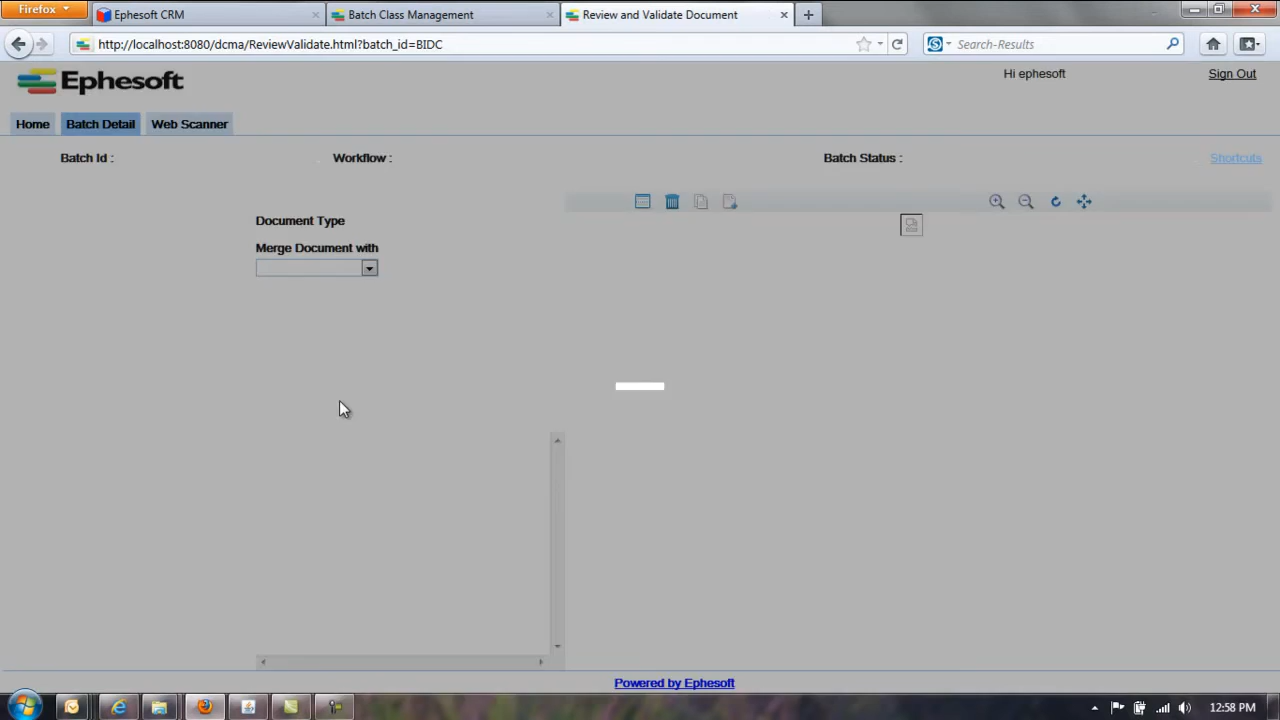 Firefox
Ephesoft CRM
Batch Class Management
Review and Validate Document
http://localhost:8080/dcma/ReviewValidate.html?batch_id=BIDC
Search-Results
Ephesoft
Hi ephesoft
Sign Out
Home
Batch Detail
Web Scanner
Batch Id :
Workflow :
Batch Status :
Shortcuts
Document Type
Merge Document with
Powered by Ephesoft
12:58 PM